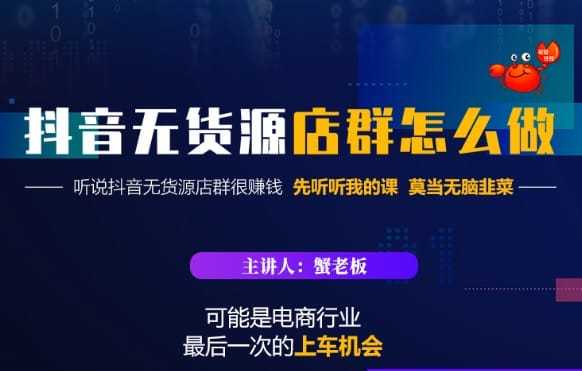 抖音无货源店群怎么做
听说抖音无货源店群很赚钱 先听听我的课 莫当无脑韭菜
主讲人：蟹老板
可能是电商行业
最后一次的上车机会